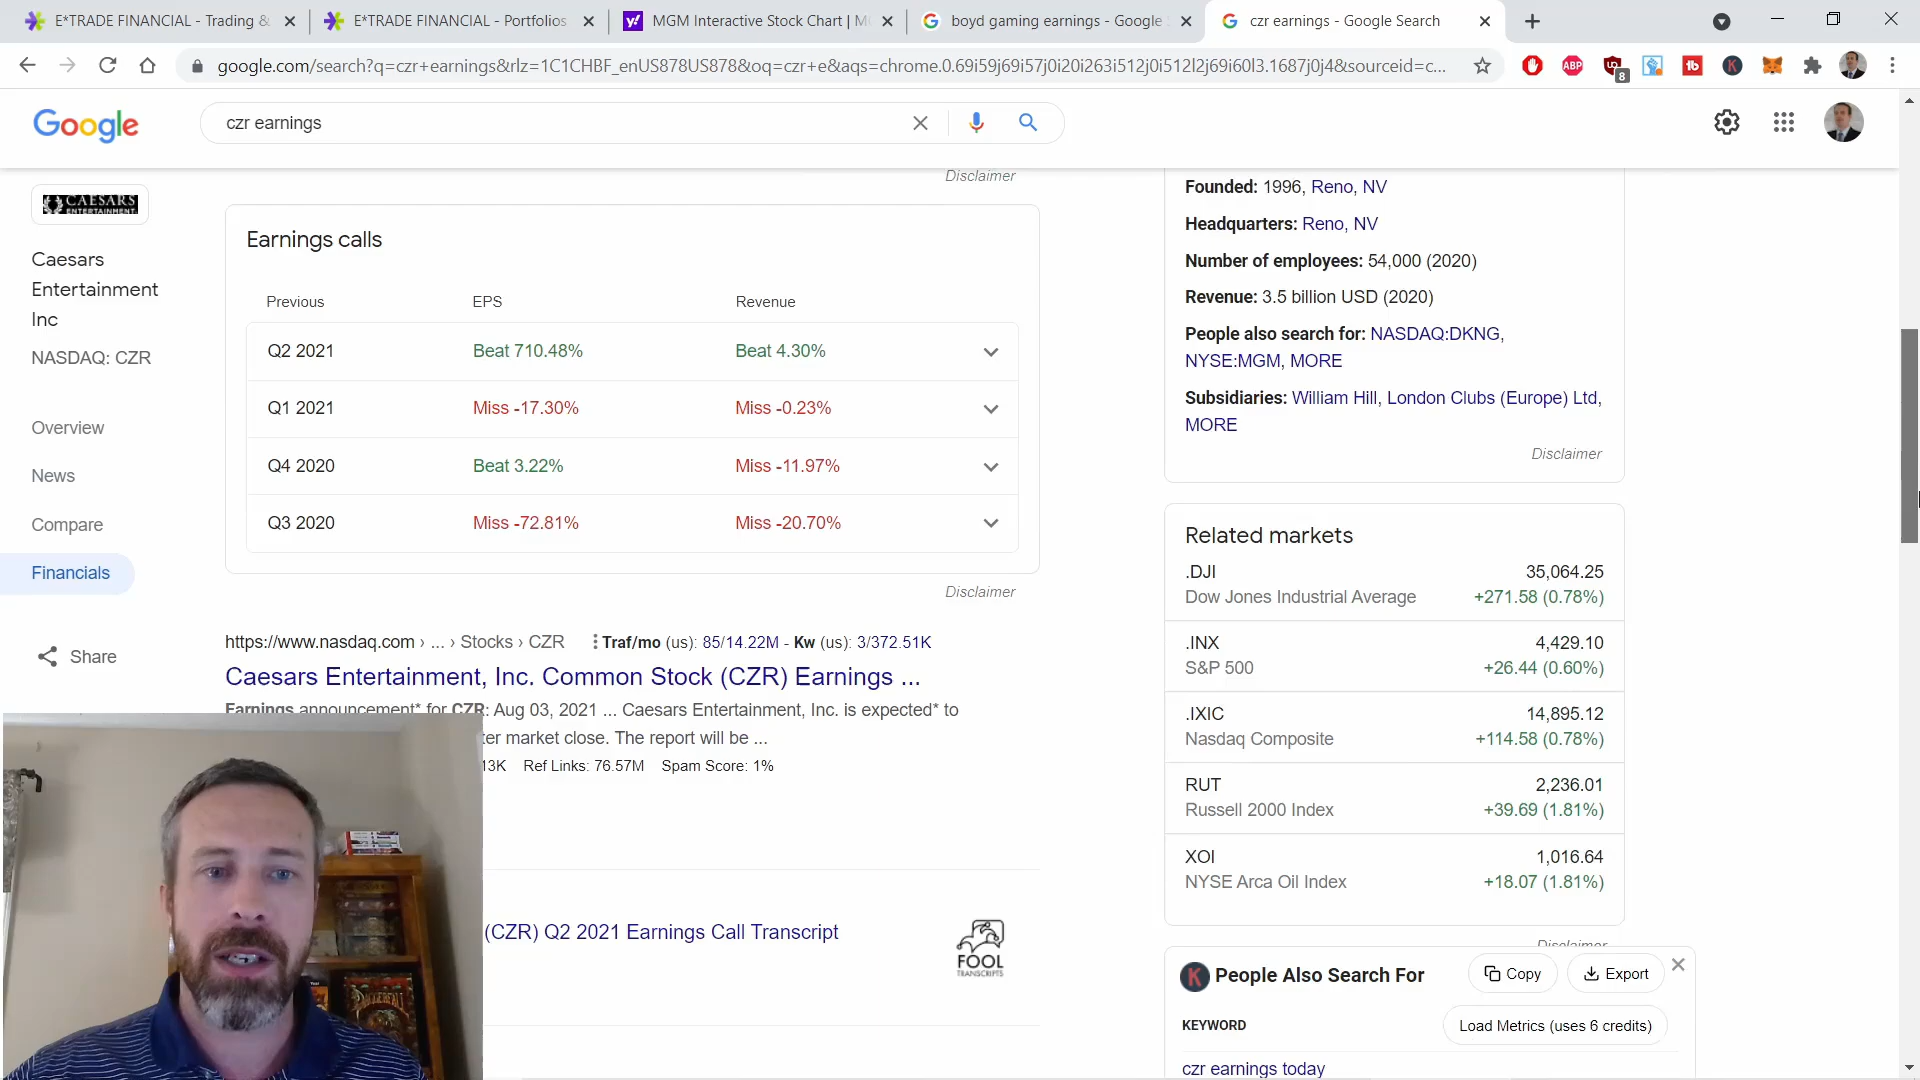 E*TRADE FINANCIAL - Trading &
E*TRADE FINANCIAL - Portfolios
MGM Interactive Stock Chart | M
boyd gaming earnings - Google
czr earnings - Google Search
google.com/search?q=czr+earnings&rlz=1C1CHBF_enUS878US878&oq=czr+e&aqs=chrome.0.69i59j69i57j0i20i263i512j0i512l2j69i60l3.1687j0j4&sourceid=c...
ABP
8
Google
czr earnings
Disclaimer
CAESARS
ENTERTAINMENT
Caesars
Entertainment
Inc
NASDAQ: CZR
Overview
News
Compare
Financials
Share
Earnings calls
Previous EPS Revenue
Q2 2021 Beat 710.48% Beat 4.30%
Q1 2021 Miss -17.30% Miss -0.23%
Q4 2020 Beat 3.22% Miss -11.97%
Q3 2020 Miss -72.81% Miss -20.70%
Disclaimer
https://www.nasdaq.com › ... › Stocks › CZR Traf/mo (us): 85/14.22M - Kw (us): 3/372.51K
Caesars Entertainment, Inc. Common Stock (CZR) Earnings ...
Earnings announcement* for CZR: Aug 03, 2021 ... Caesars Entertainment, Inc. is expected* to
ter market close. The report will be ...
13K Ref Links: 76.57M Spam Score: 1%
(CZR) Q2 2021 Earnings Call Transcript
FOOL
TRANSCRIPTS
Founded: 1996, Reno, NV
Headquarters: Reno, NV
Number of employees: 54,000 (2020)
Revenue: 3.5 billion USD (2020)
People also search for: NASDAQ:DKNG,
NYSE:MGM, MORE
Subsidiaries: William Hill, London Clubs (Europe) Ltd,
MORE
Disclaimer
Related markets
.DJI 35,064.25
Dow Jones Industrial Average +271.58 (0.78%)
.INX 4,429.10
S&P 500 +26.44 (0.60%)
.IXIC 14,895.12
Nasdaq Composite +114.58 (0.78%)
RUT 2,236.01
Russell 2000 Index +39.69 (1.81%)
XOI 1,016.64
NYSE Arca Oil Index +18.07 (1.81%)
Disclaimer
K People Also Search For Copy Export
KEYWORD Load Metrics (uses 6 credits)
czr earnings today